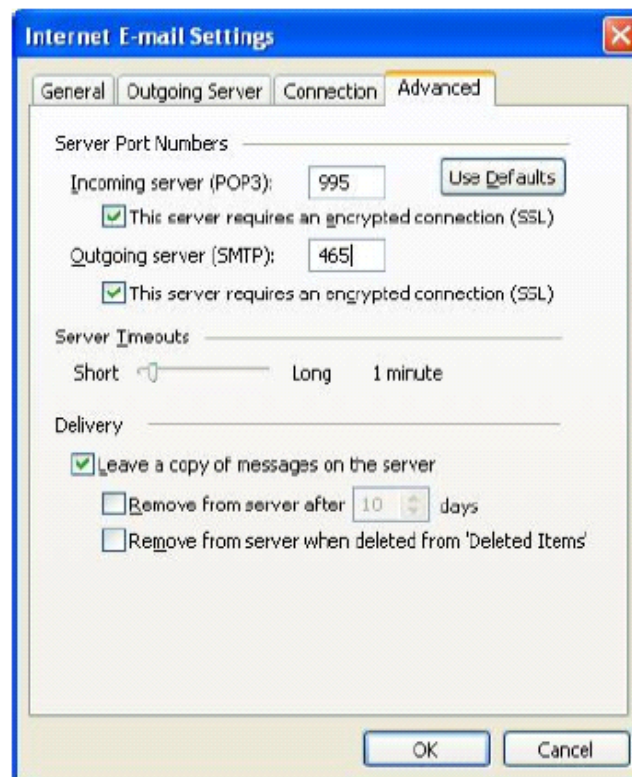 Internet E-mail Settings
General Outgoing Server Connection Advanced
Server Port Numbers
Incoming server (POP3): 995 Use Defaults
This server requires an encrypted connection (SSL)
Outgoing server (SMTP): 465
This server requires an encrypted connection (SSL)
Server Timeouts
Short Long 1 minute
Delivery
Leave a copy of messages on the server
Remove from server after 10 days
Remove from server when deleted from 'Deleted Items'
OK Cancel